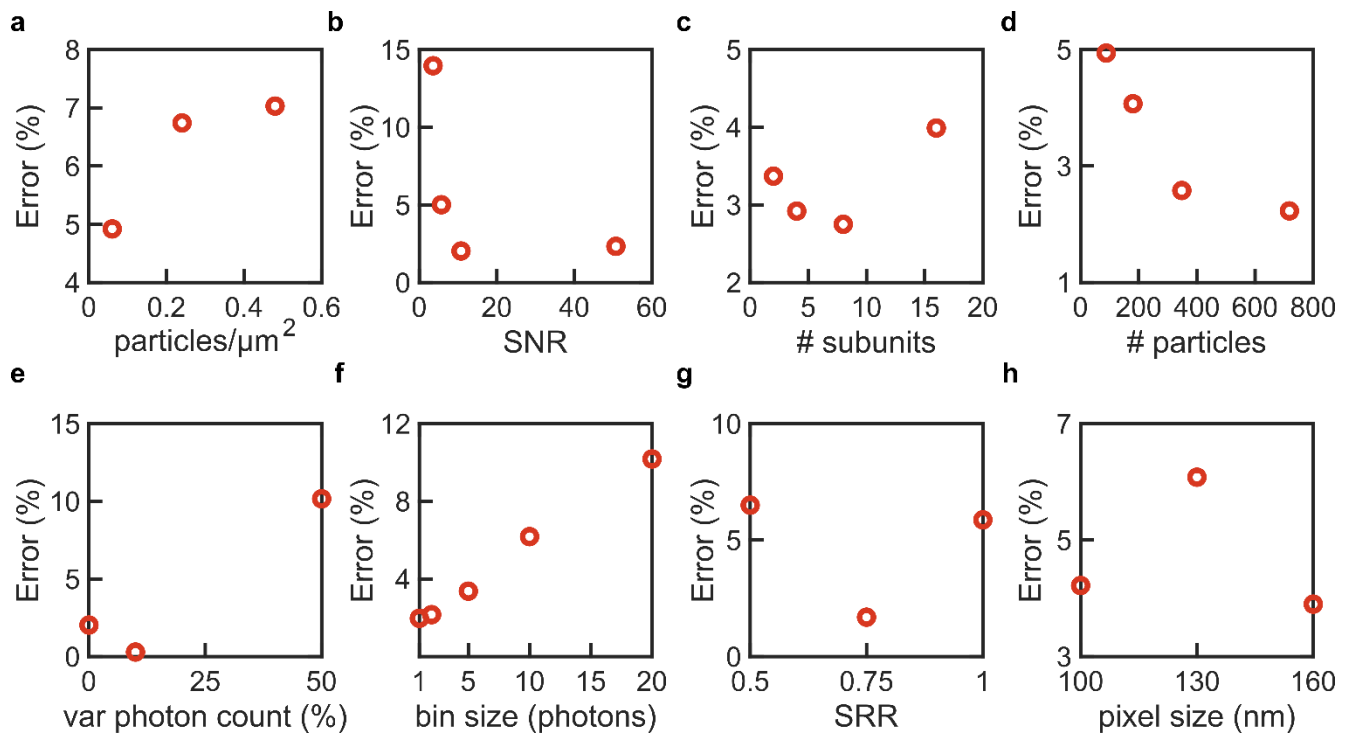 a
8
7
6
5
4
Error (%)
0
0.2
0.4
0.6
particles/μm²
b
15
10
5
0
Error (%)
0
20
40
60
SNR
c
5
4
3
2
Error (%)
0
5
10
15
20
# subunits
d
5
3
1
Error (%)
0
200
400
600
800
# particles
e
15
10
5
0
Error (%)
0
25
50
var photon count (%)
f
12
8
4
Error (%)
1
5
10
15
20
bin size (photons)
g
10
5
0
Error (%)
0.5
0.75
1
SRR
h
7
5
3
Error (%)
100
130
160
pixel size (nm)